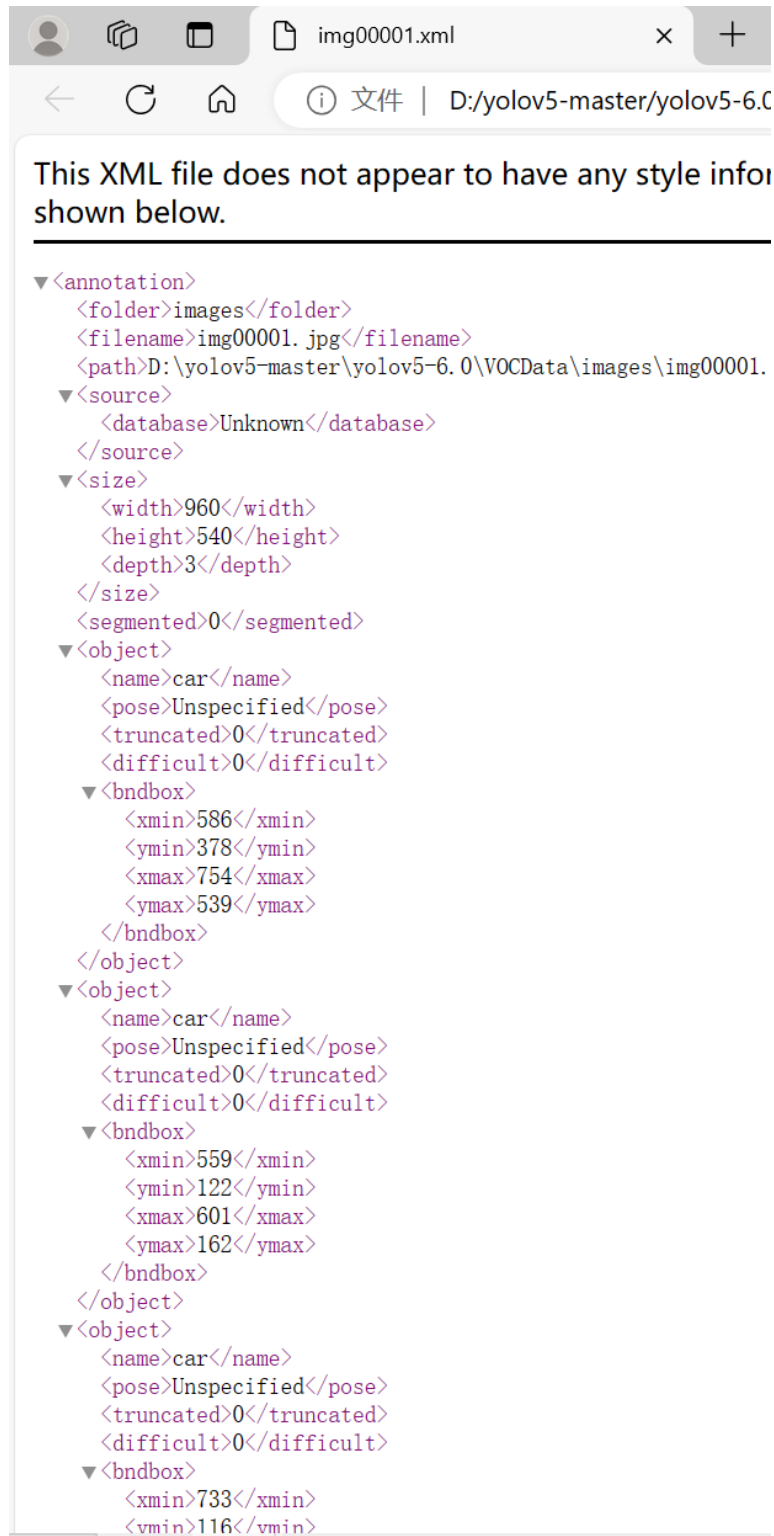 img00001.xml
文件 | D:/yolov5-master/yolov5-6.0
This XML file does not appear to have any style infor
shown below.
▼<annotation>
<folder>images</folder>
<filename>img00001.jpg</filename>
<path>D:\yolov5-master\yolov5-6.0\VOCData\images\img00001.
▼<source>
<database>Unknown</database>
</source>
▼<size>
<width>960</width>
<height>540</height>
<depth>3</depth>
</size>
<segmented>0</segmented>
▼<object>
<name>car</name>
<pose>Unspecified</pose>
<truncated>0</truncated>
<difficult>0</difficult>
▼<bndbox>
<xmin>586</xmin>
<ymin>378</ymin>
<xmax>754</xmax>
<ymax>539</ymax>
</bndbox>
</object>
▼<object>
<name>car</name>
<pose>Unspecified</pose>
<truncated>0</truncated>
<difficult>0</difficult>
▼<bndbox>
<xmin>559</xmin>
<ymin>122</ymin>
<xmax>601</xmax>
<ymax>162</ymax>
</bndbox>
</object>
▼<object>
<name>car</name>
<pose>Unspecified</pose>
<truncated>0</truncated>
<difficult>0</difficult>
▼<bndbox>
<xmin>733</xmin>
<ymin>116</ymin>